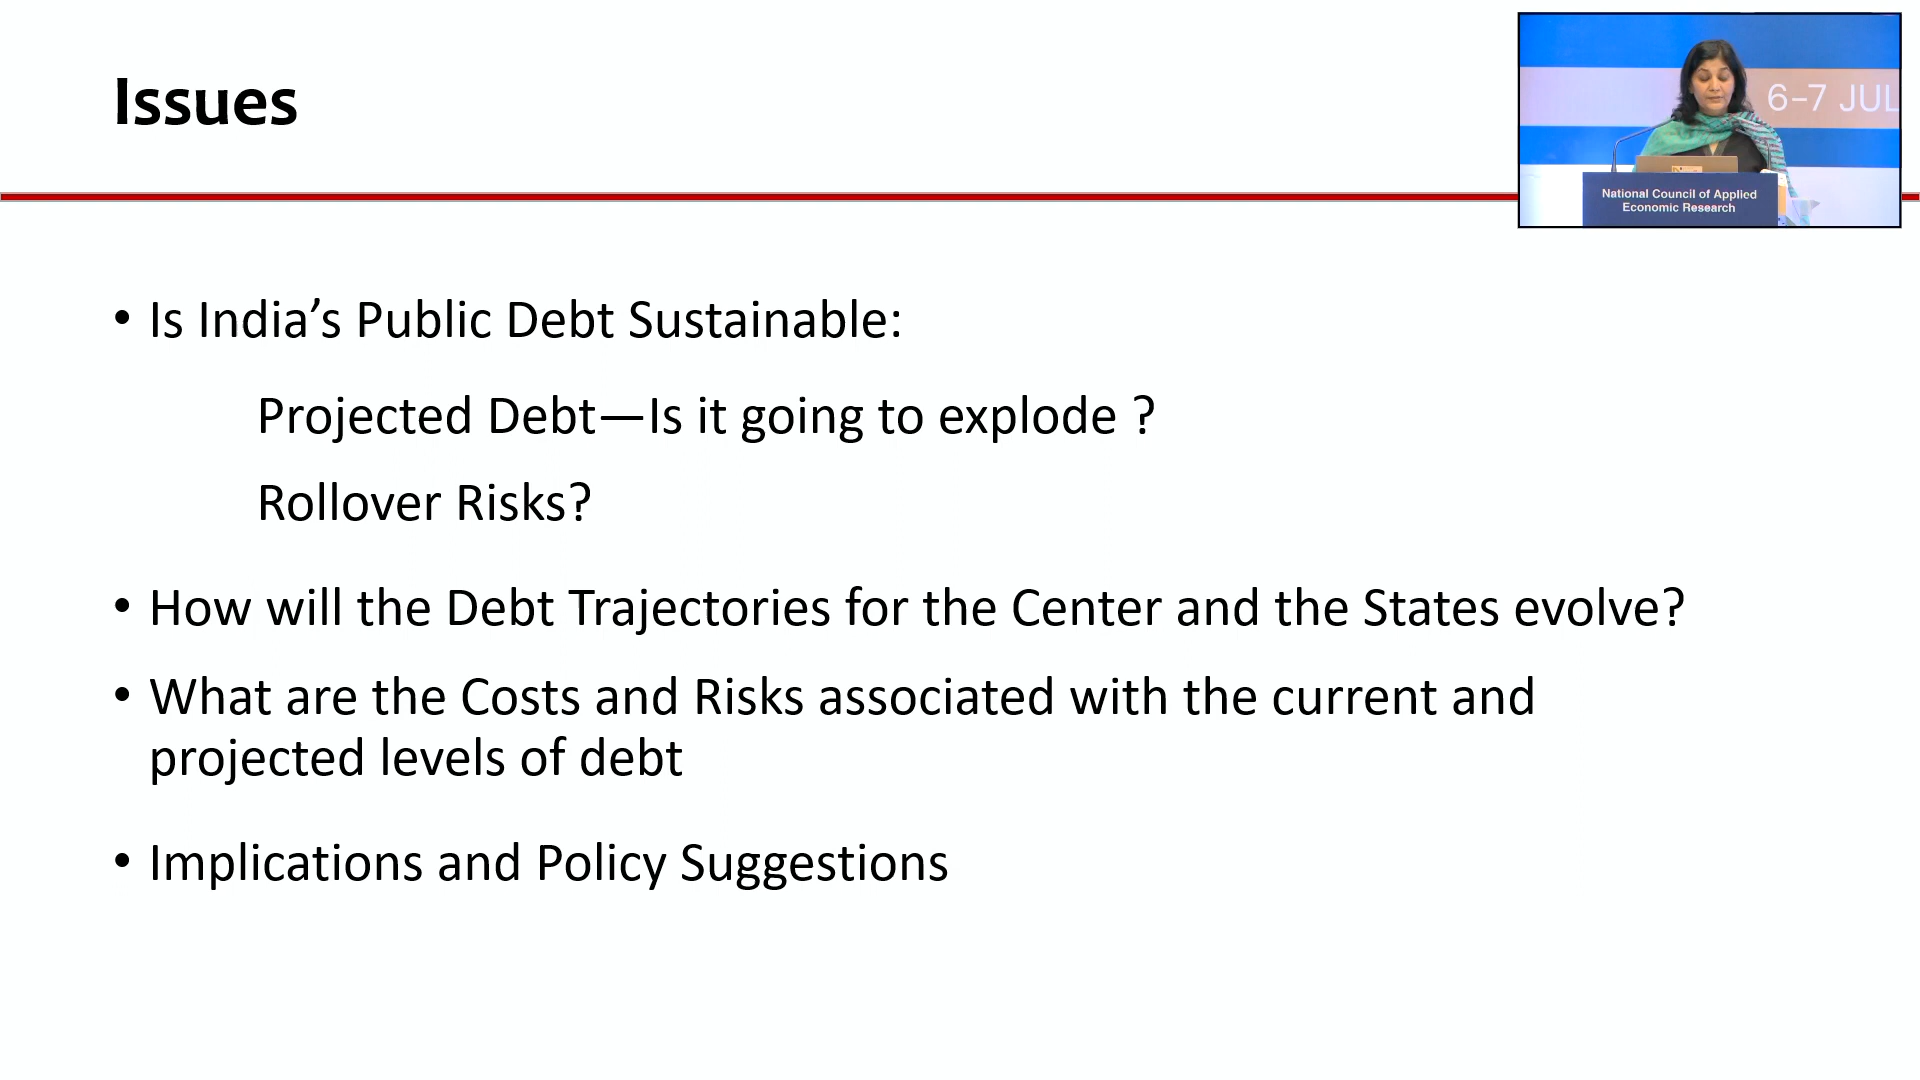 Issues
6-7 JUL
National Council of Applied
Economic Research
• Is India’s Public Debt Sustainable:
Projected Debt—Is it going to explode ?
Rollover Risks?
• How will the Debt Trajectories for the Center and the States evolve?
• What are the Costs and Risks associated with the current and
projected levels of debt
• Implications and Policy Suggestions